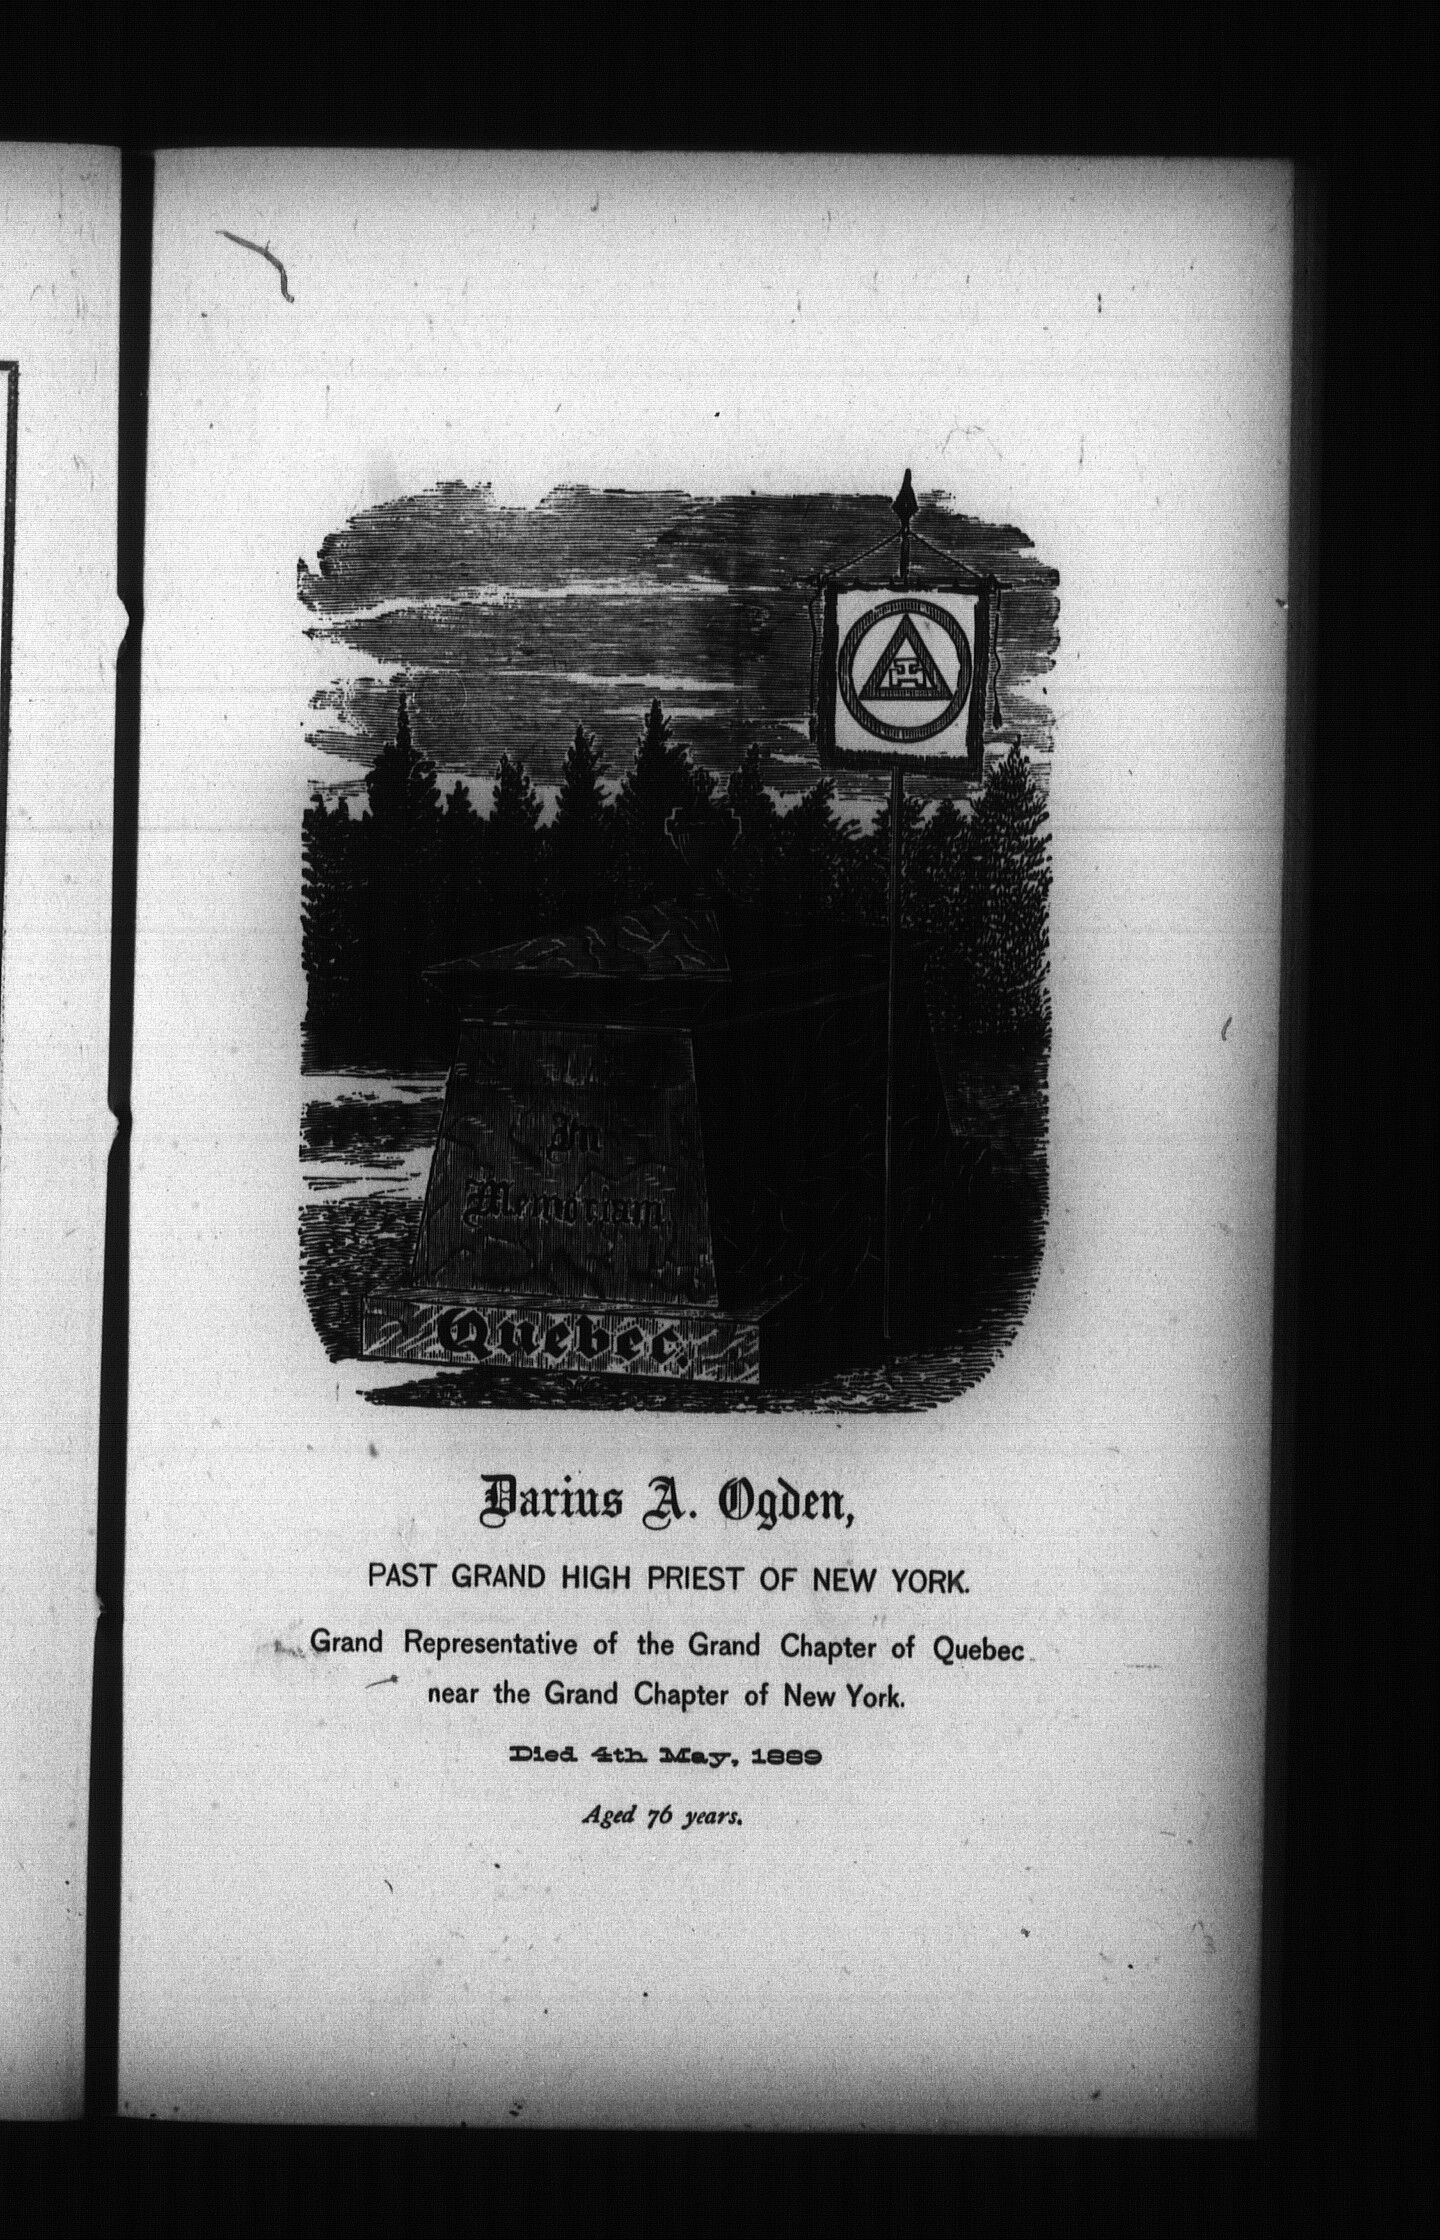 In
Memoriam
Quebec.
Darius A. Ogden,
PAST GRAND HIGH PRIEST OF NEW YORK.
Grand Representative of the Grand Chapter of Quebec
near the Grand Chapter of New York.
Died 4th May, 1889
Aged 76 years.